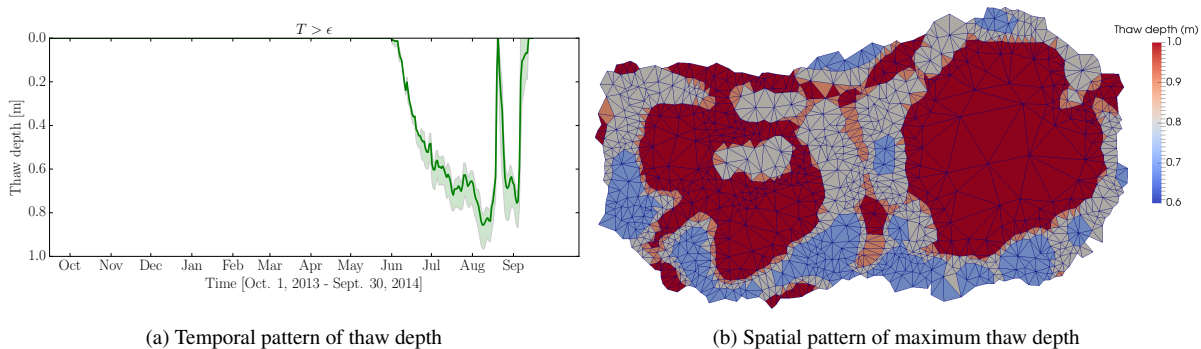 T > ϵ
0.0
0.2
0.4
0.6
0.8
1.0
Thaw depth [m]
Oct Nov Dec Jan Feb Mar Apr May Jun Jul Aug Sep
Time [Oct. 1, 2013 - Sept. 30, 2014]
(a) Temporal pattern of thaw depth
Thaw depth (m)
1.0
0.9
0.8
0.7
0.6
(b) Spatial pattern of maximum thaw depth